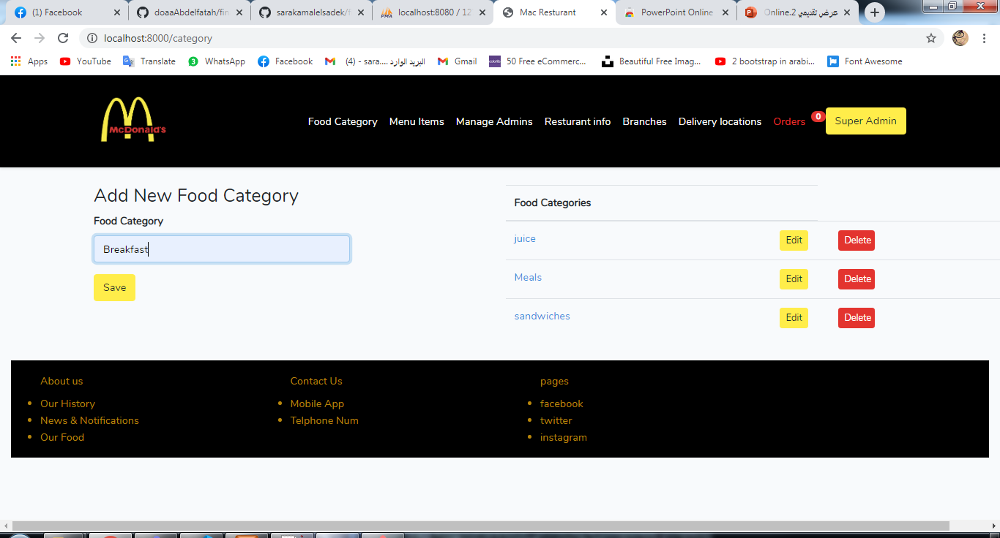 (1) Facebook
doaaAbdelfatah/fin
sarakamalelsadek/f
localhost:8080 / 12
Mac Resturant
PowerPoint Online
عرض تقديمي 2.Online
localhost:8000/category
Apps
YouTube
Translate
3 WhatsApp
Facebook
البريد الوارد (4) - sara....
Gmail
50 Free eCommerc...
Beautiful Free Imag...
2 bootstrap in arabi...
Font Awesome
McDonald's
Food Category
Menu Items
Manage Admins
Resturant info
Branches
Delivery locations
Orders 0
Super Admin
Add New Food Category
Food Category
Breakfast
Save
Food Categories
juice Edit Delete
Meals Edit Delete
sandwiches Edit Delete
About us
Our History
News & Notifications
Our Food
Contact Us
Mobile App
Telphone Num
pages
facebook
twitter
instagram